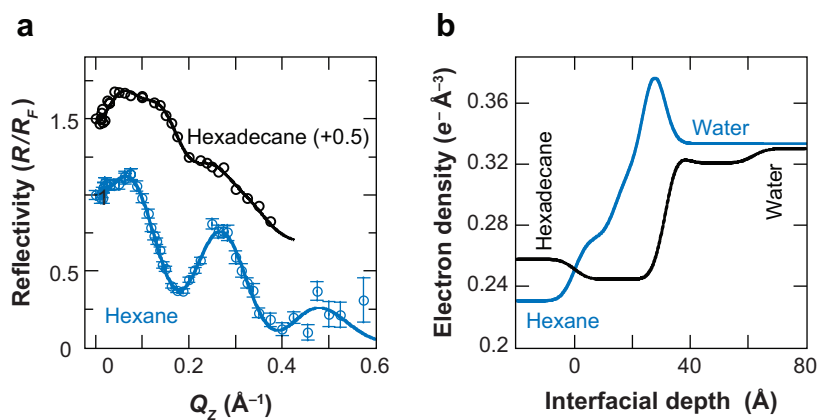 a
Reflectivity (R/R_F)
1.5
1
0.5
0
Hexadecane (+0.5)
Hexane
0
0.2
0.4
0.6
Q_z (Å⁻¹)
b
Electron density (e⁻ Å⁻³)
0.36
0.32
0.28
0.24
0.2
Hexadecane
Hexane
Water
Water
0
40
80
Interfacial depth (Å)